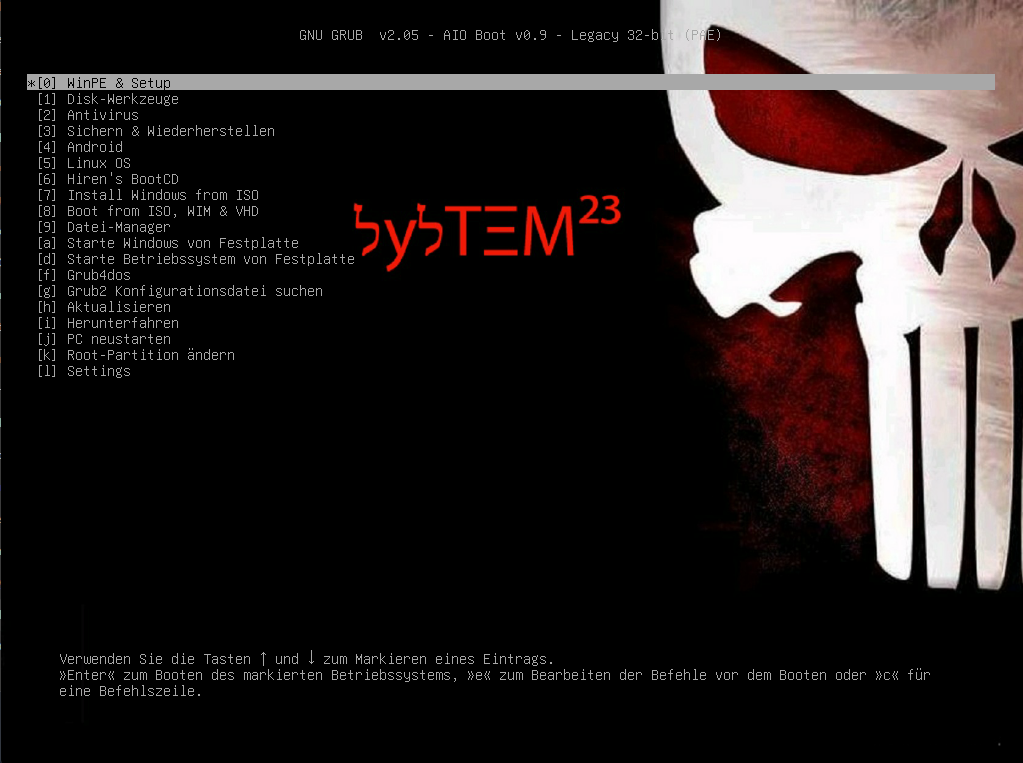 GNU GRUB  v2.05 - AIO Boot v0.9 - Legacy 32-bit (PAE)
*[0] WinPE & Setup
[1] Disk-Werkzeuge
[2] Antivirus
[3] Sichern & Wiederherstellen
[4] Android
[5] Linux OS
[6] Hiren's BootCD
[7] Install Windows from ISO
[8] Boot from ISO, WIM & VHD
[9] Datei-Manager
[a] Starte Windows von Festplatte
[d] Starte Betriebssystem von Festplatte
[f] Grub4dos
[g] Grub2 Konfigurationsdatei suchen
[h] Aktualisieren
[i] Herunterfahren
[j] PC neustarten
[k] Root-Partition ändern
[l] Settings
SySTEM²³
Verwenden Sie die Tasten ↑ und ↓ zum Markieren eines Eintrags.
»Enter« zum Booten des markierten Betriebssystems, »e« zum Bearbeiten der Befehle vor dem Booten oder »c« für
eine Befehlszeile.